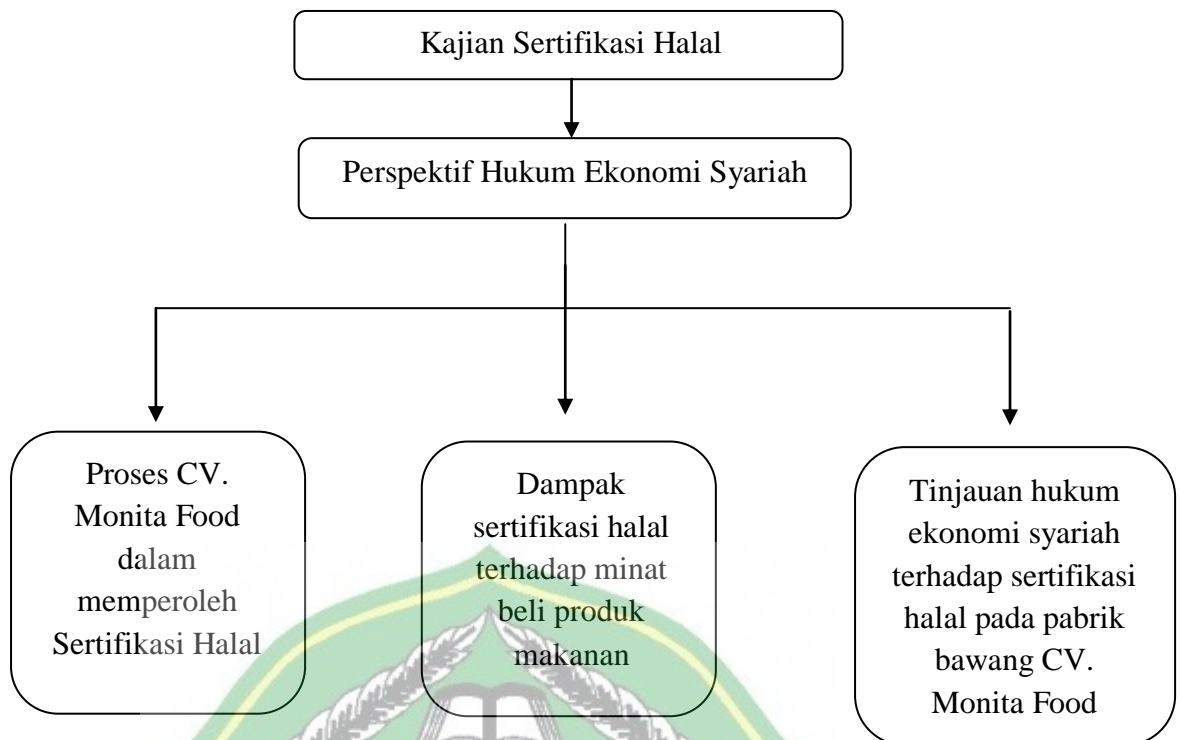 Kajian Sertifikasi Halal
Perspektif Hukum Ekonomi Syariah
Proses CV.
Monita Food
dalam
memperoleh
Sertifikasi Halal
Dampak
sertifikasi halal
terhadap minat
beli produk
makanan
Tinjauan hukum
ekonomi syariah
terhadap sertifikasi
halal pada pabrik
bawang CV.
Monita Food